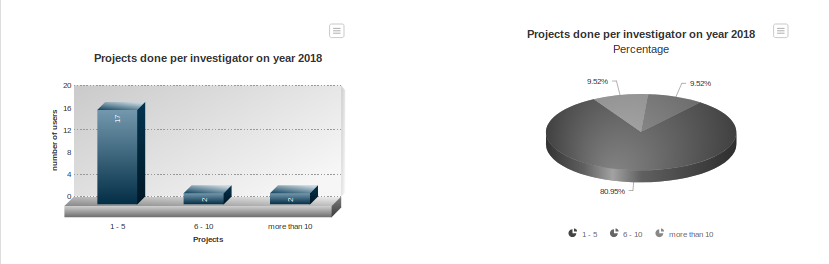 Projects done per investigator on year 2018
number of users
20
16
12
8
4
0
17
2
2
1 - 5
6 - 10
more than 10
Projects
Projects done per investigator on year 2018
Percentage
9.52%
9.52%
80.95%
1 - 5
6 - 10
more than 10